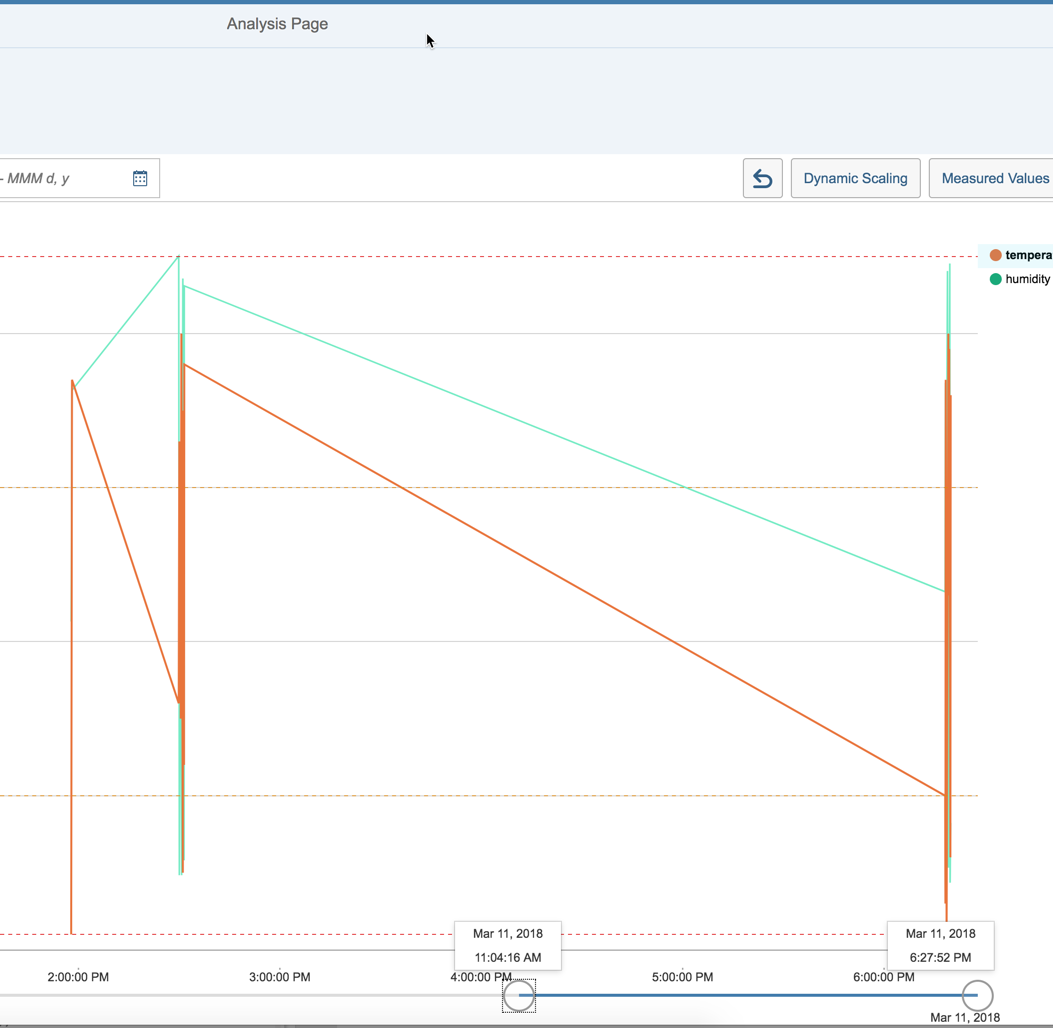 Analysis Page
- MMM d, y
Dynamic Scaling
Measured Values
tempera
humidity
Mar 11, 2018
11:04:16 AM
Mar 11, 2018
6:27:52 PM
2:00:00 PM
3:00:00 PM
4:00:00 PM
5:00:00 PM
6:00:00 PM
Mar 11, 2018